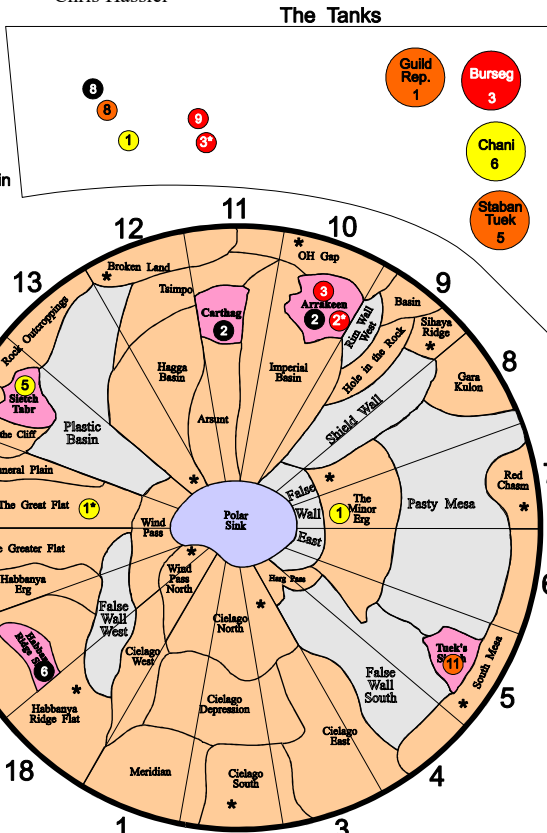 Chris Hassler
The Tanks
8
8
1
9
3*
Guild
Rep.
1
Burseg
3
Chani
6
Staban
Tuek
5
in
11
12
10
13
9
8
6
5
4
3
1
18
Broken Land
*
*
OH Gap
Tsimpo
Carthag
2
3
Arrakeen
2
2*
Rim Wall
West
Basin
Sihaya
Ridge
*
Hole in the Rock
Rock Outcroppings
5
Sietch
Tabr
the Cliff
Plastic
Basin
Hagga
Basin
Arsunt
Imperial
Basin
Shield Wall
Gara
Kulon
neral Plain
The Great Flat
1*
*
Polar
Sink
False
Wall
East
*
1
The
Minor
Erg
Pasty Mesa
Red
Chasm
*
Wind
Pass
e Greater Flat
Habbanya
Erg
*
Wind
Pass
North
Harg Pass
*
Cielago
North
False
Wall
West
Cielago
West
6
*
Habbanya
Ridge Flat
Cielago
Depression
False
Wall
South
Tuek's
11
South Mesa
*
Cielago
East
Meridian
Cielago
South
*